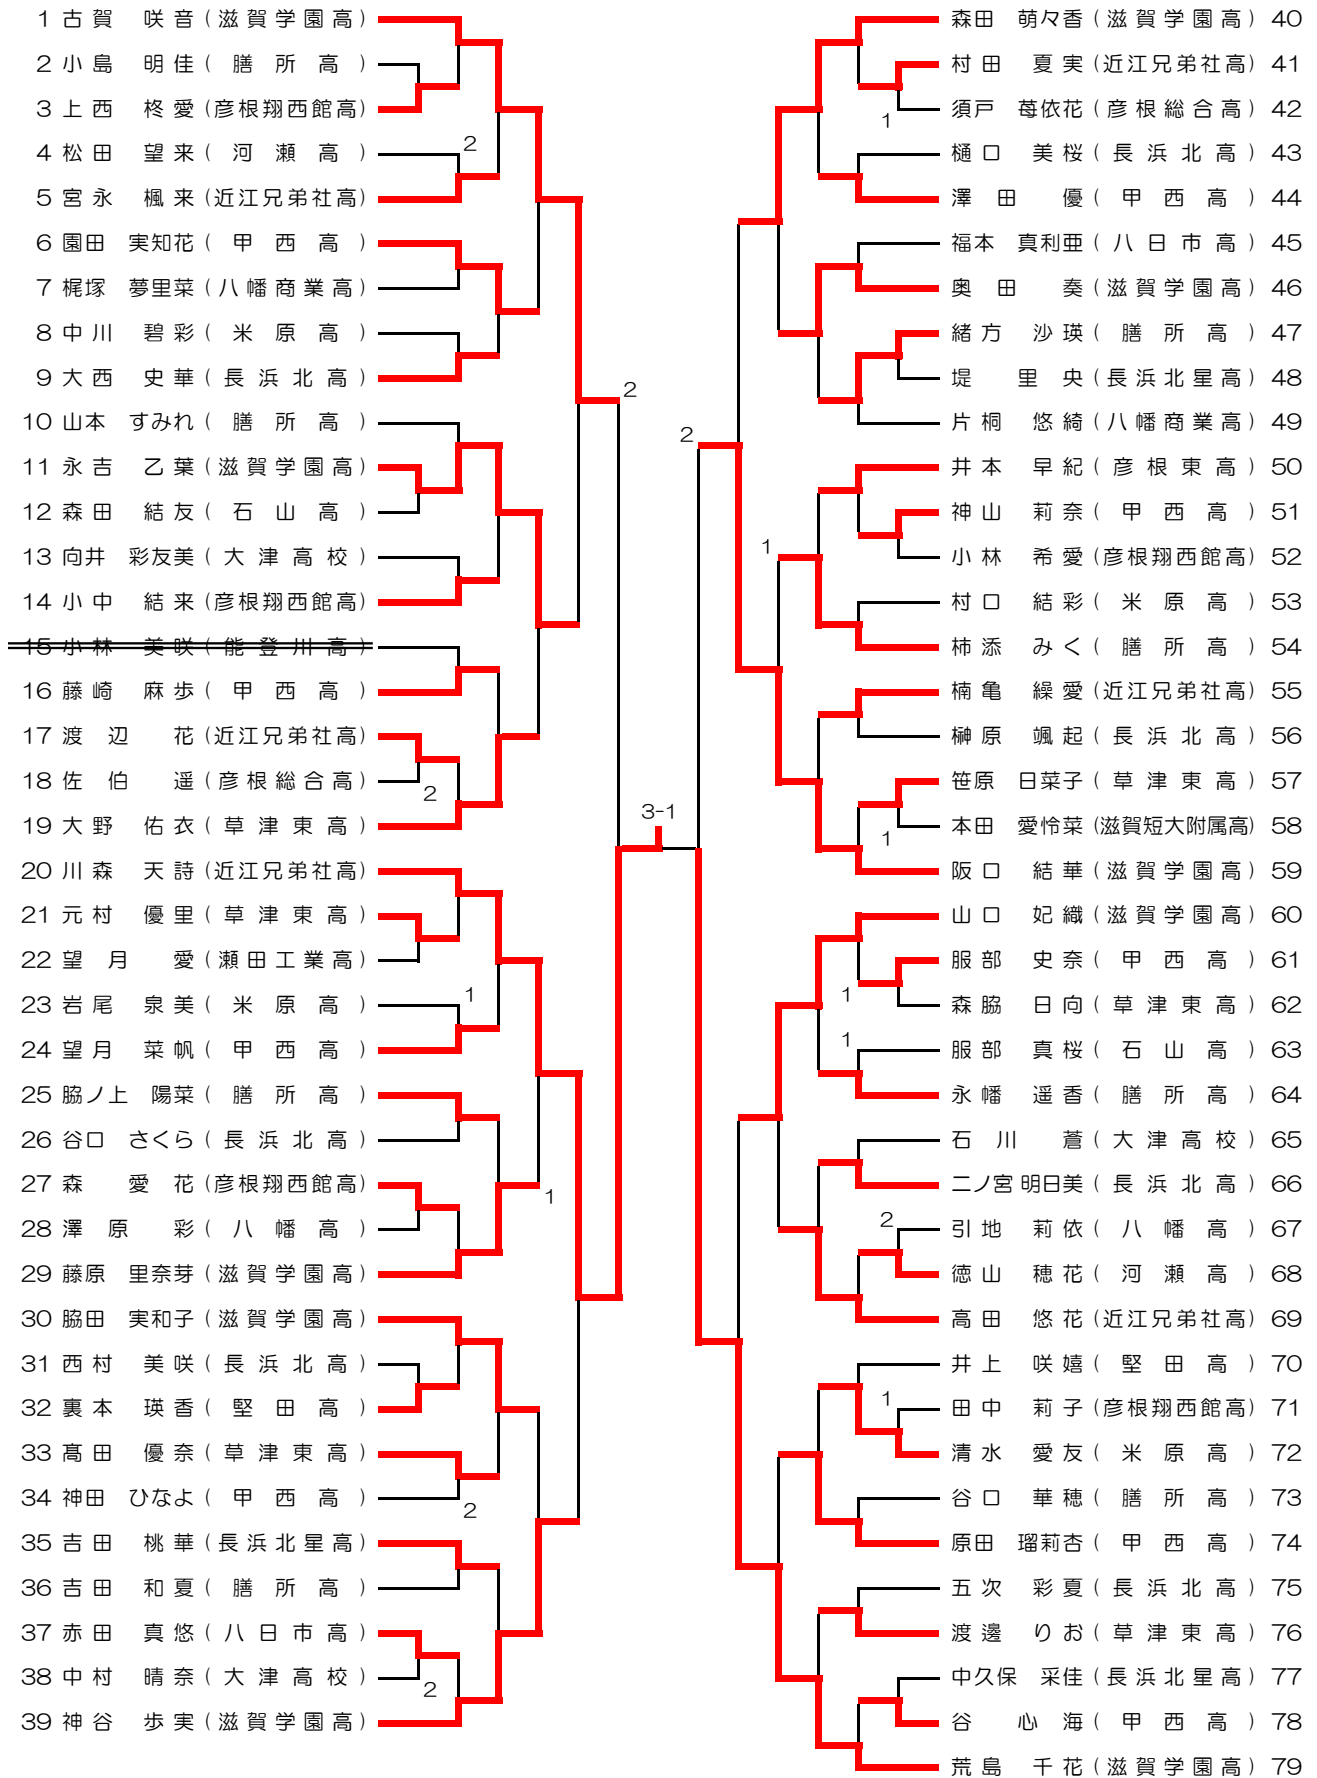 1 古賀 咲音 (滋賀学園高)
2 小島 明佳 (膳所高)
3 上西 柊愛 (彦根翔西館高)
4 松田 望来 (河瀬高)
2
5 宮永 楓来 (近江兄弟社高)
6 園田 実知花 (甲西高)
7 梶塚 夢里菜 (八幡商業高)
8 中川 碧彩 (米原高)
9 大西 史華 (長浜北高)
2
10 山本 すみれ (膳所高)
11 永吉 乙葉 (滋賀学園高)
12 森田 結友 (石山高)
13 向井 彩友美 (大津高校)
14 小中 結来 (彦根翔西館高)
15 小林 美咲 (能登川高)
16 藤崎 麻歩 (甲西高)
17 渡辺 花 (近江兄弟社高)
18 佐伯 遥 (彦根総合高)
2
19 大野 佑衣 (草津東高)
3-1
20 川森 天詩 (近江兄弟社高)
21 元村 優里 (草津東高)
22 望月 愛 (瀬田工業高)
23 岩尾 泉美 (米原高)
1
24 望月 菜帆 (甲西高)
25 脇ノ上 陽菜 (膳所高)
26 谷口 さくら (長浜北高)
27 森 愛花 (彦根翔西館高)
1
28 澤原 彩 (八幡高)
29 藤原 里奈芽 (滋賀学園高)
30 脇田 実和子 (滋賀学園高)
31 西村 美咲 (長浜北高)
32 裏本 瑛香 (堅田高)
33 髙田 優奈 (草津東高)
34 神田 ひなよ (甲西高)
2
35 吉田 桃華 (長浜北星高)
36 吉田 和夏 (膳所高)
37 赤田 真悠 (八日市高)
38 中村 晴奈 (大津高校)
2
39 神谷 歩実 (滋賀学園高)
森田 萌々香 (滋賀学園高) 40
村田 夏実 (近江兄弟社高) 41
須戸 苺依花 (彦根総合高) 42
1
樋口 美桜 (長浜北高) 43
澤田 優 (甲西高) 44
福本 真利亜 (八日市高) 45
奥田 奏 (滋賀学園高) 46
緒方 沙瑛 (膳所高) 47
堤 里央 (長浜北星高) 48
片桐 悠綺 (八幡商業高) 49
2
井本 早紀 (彦根東高) 50
神山 莉奈 (甲西高) 51
小林 希愛 (彦根翔西館高) 52
1
村口 結彩 (米原高) 53
柿添 みく (膳所高) 54
楠亀 繰愛 (近江兄弟社高) 55
榊原 颯起 (長浜北高) 56
笹原 日菜子 (草津東高) 57
本田 愛怜菜 (滋賀短大附属高) 58
1
阪口 結華 (滋賀学園高) 59
山口 妃織 (滋賀学園高) 60
服部 史奈 (甲西高) 61
森脇 日向 (草津東高) 62
1
服部 真桜 (石山高) 63
1
永幡 遥香 (膳所高) 64
石川 蒼 (大津高校) 65
二ノ宮 明日美 (長浜北高) 66
引地 莉依 (八幡高) 67
2
徳山 穂花 (河瀬高) 68
高田 悠花 (近江兄弟社高) 69
井上 咲嬉 (堅田高) 70
田中 莉子 (彦根翔西館高) 71
1
清水 愛友 (米原高) 72
谷口 華穂 (膳所高) 73
原田 瑠莉杏 (甲西高) 74
五次 彩夏 (長浜北高) 75
渡邊 りお (草津東高) 76
中久保 采佳 (長浜北星高) 77
谷 心海 (甲西高) 78
荒島 千花 (滋賀学園高) 79